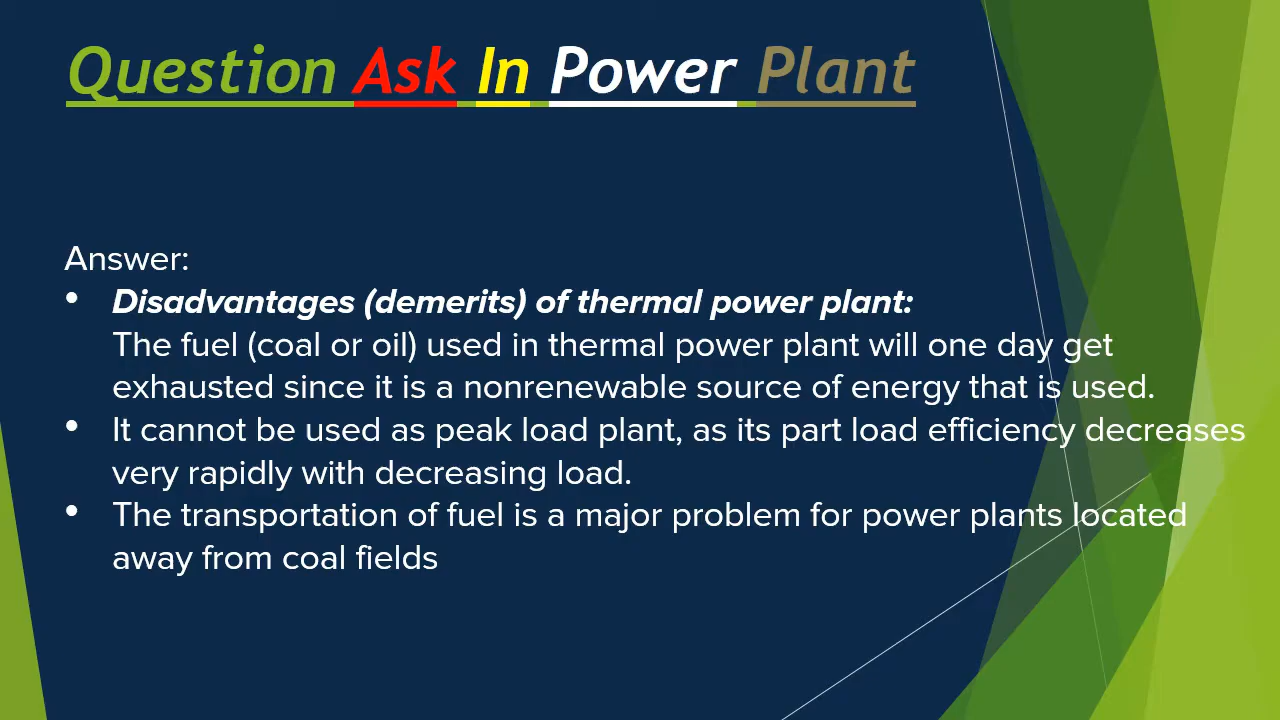 Question Ask In Power Plant
Answer:
• Disadvantages (demerits) of thermal power plant:
The fuel (coal or oil) used in thermal power plant will one day get
exhausted since it is a nonrenewable source of energy that is used.
• It cannot be used as peak load plant, as its part load efficiency decreases
very rapidly with decreasing load.
• The transportation of fuel is a major problem for power plants located
away from coal fields